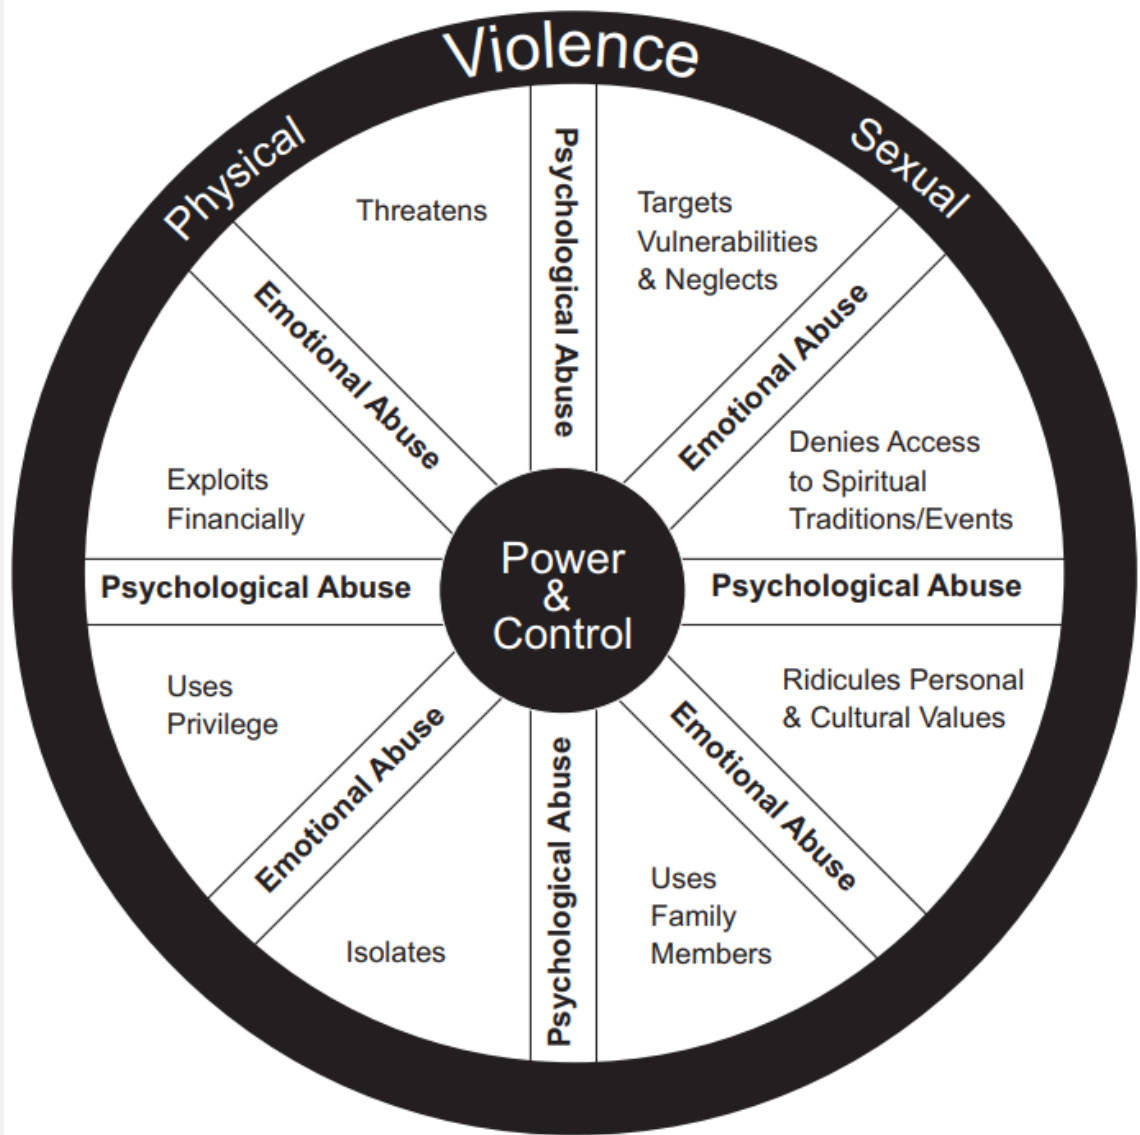 Violence
Physical
Sexual
Psychological Abuse
Threatens
Targets
Vulnerabilities
& Neglects
Emotional Abuse
Emotional Abuse
Exploits
Financially
Denies Access
to Spiritual
Traditions/Events
Power
&
Control
Psychological Abuse
Psychological Abuse
Uses
Privilege
Ridicules Personal
& Cultural Values
Emotional Abuse
Emotional Abuse
Psychological Abuse
Isolates
Uses
Family
Members